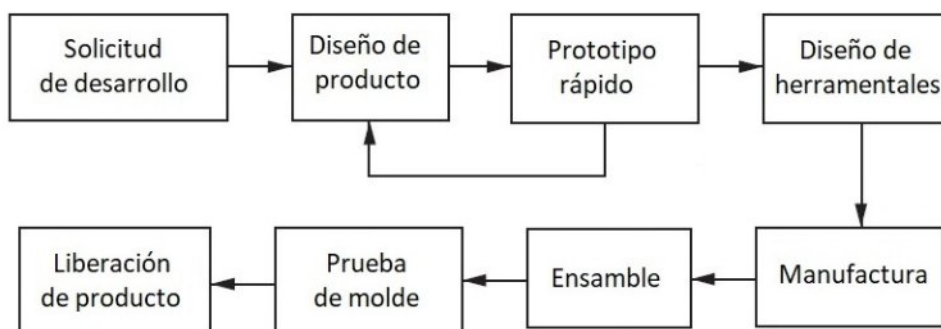 Solicitud
de desarrollo
Diseño de
producto
Prototipo
rápido
Diseño de
herramentales
Manufactura
Ensamble
Prueba
de molde
Liberación
de producto